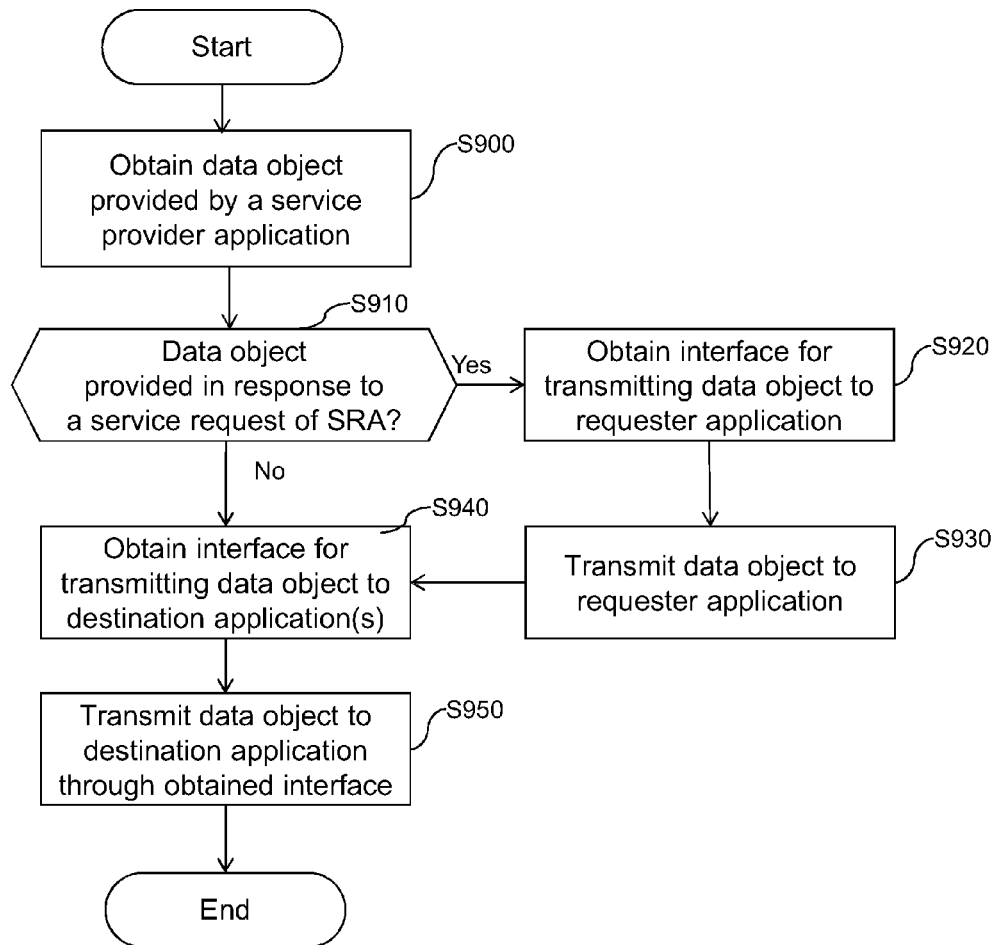 Start
S900
Obtain data object
provided by a service
provider application
S910
Data object
provided in response to
a service request of SRA?
Yes
S920
Obtain interface for
transmitting data object to
requester application
No
S940
Obtain interface for
transmitting data object to
destination application(s)
S930
Transmit data object to
requester application
S950
Transmit data object to
destination application
through obtained interface
End